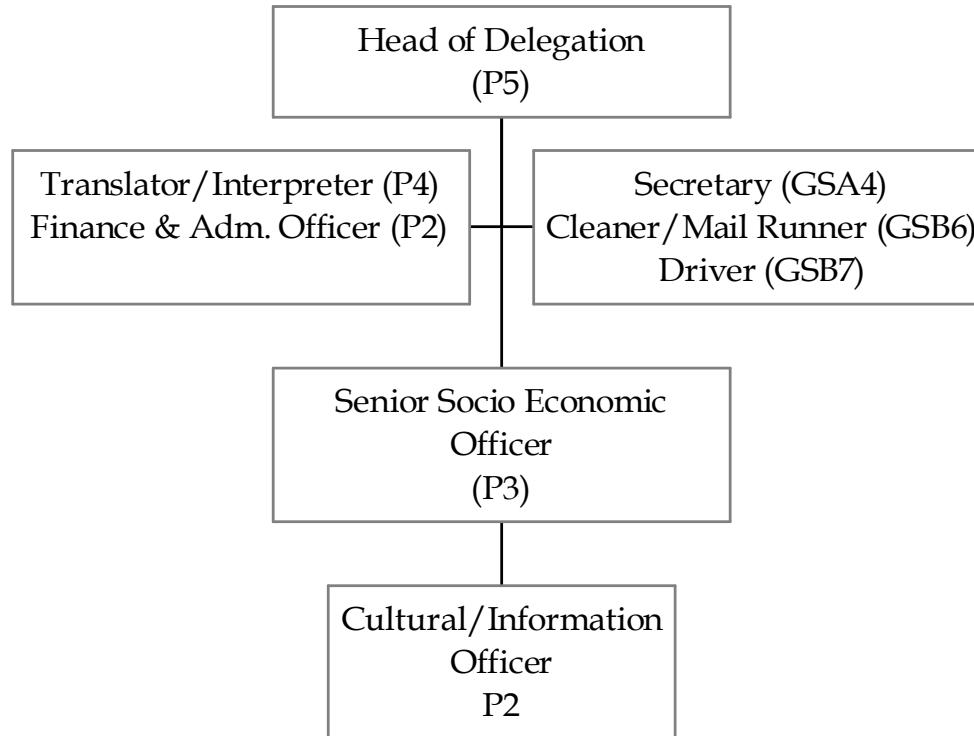 Head of Delegation
(P5)
Translator/Interpreter (P4)
Finance & Adm. Officer (P2)
Secretary (GSA4)
Cleaner/Mail Runner (GSB6)
Driver (GSB7)
Senior Socio Economic
Officer
(P3)
Cultural/Information
Officer
P2